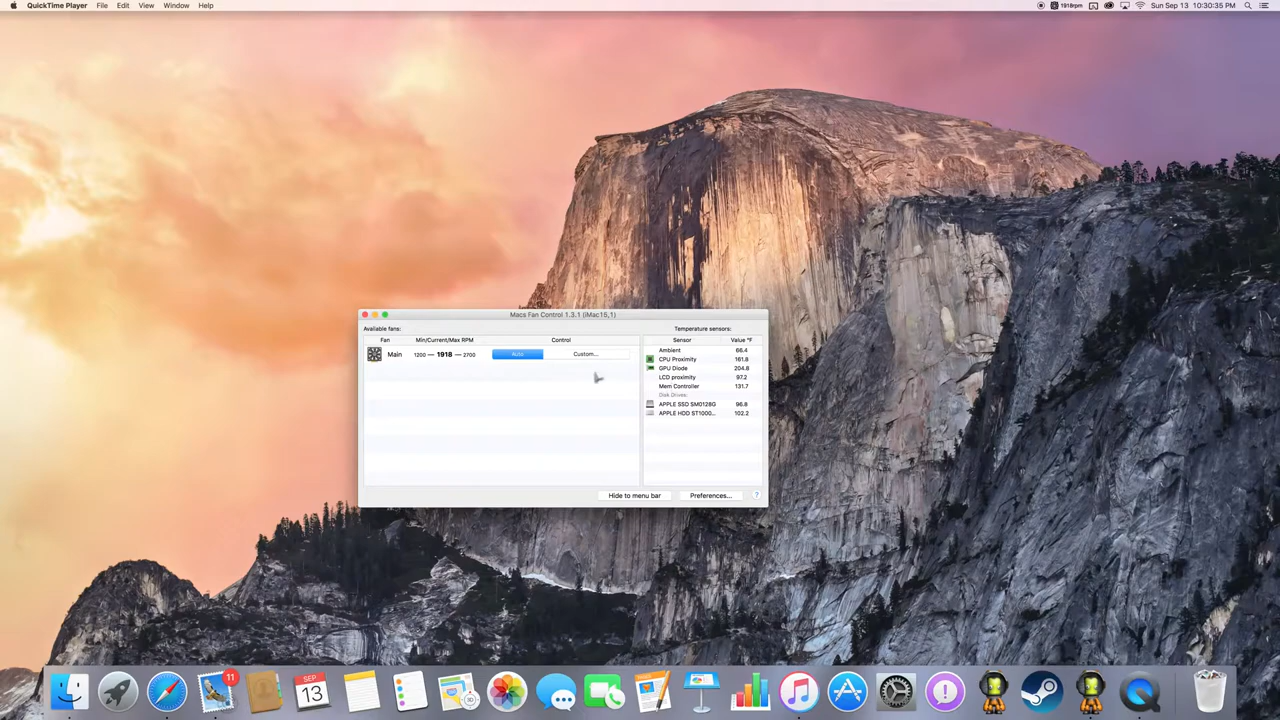 QuickTime Player File Edit View Window Help
1918rpm Sun Sep 13 10:30:35 PM
Macs Fan Control 1.3.1 (iMac15,1)
Available fans:
Temperature sensors:
Fan Min/Current/Max RPM Control
Sensor Value °F
Main 1200 — 1918 — 2700 Auto Custom...
Ambient 66.4
CPU Proximity 161.8
GPU Diode 204.8
LCD proximity 97.2
Mem Controller 131.7
Disk Drives:
APPLE SSD SM0128G 96.8
APPLE HDD ST1000... 102.2
Hide to menu bar Preferences... ?
11
SEP
13
3D